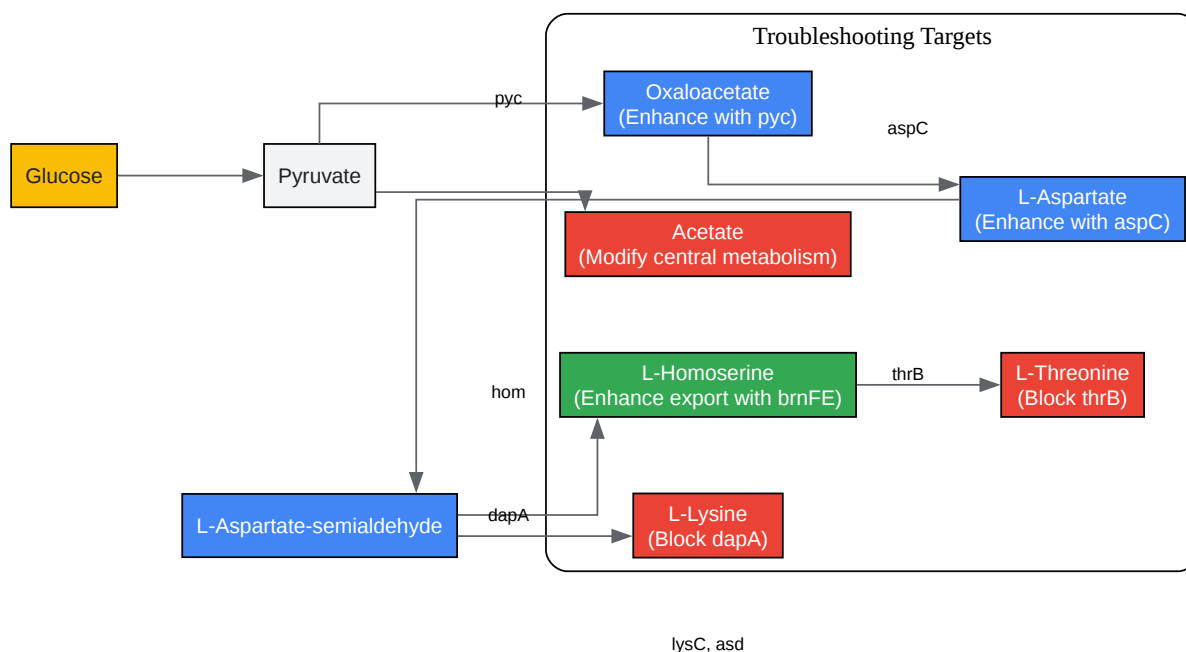 Troubleshooting Targets
Oxaloacetate
(Enhance with pyc)
pyc
aspC
Glucose
Pyruvate
L-Aspartate
(Enhance with aspC)
Acetate
(Modify central metabolism)
hom
L-Homoserine
(Enhance export with brnFE)
thrB
L-Threonine
(Block thrB)
L-Aspartate-semialdehyde
dapA
L-Lysine
(Block dapA)
lysC, asd